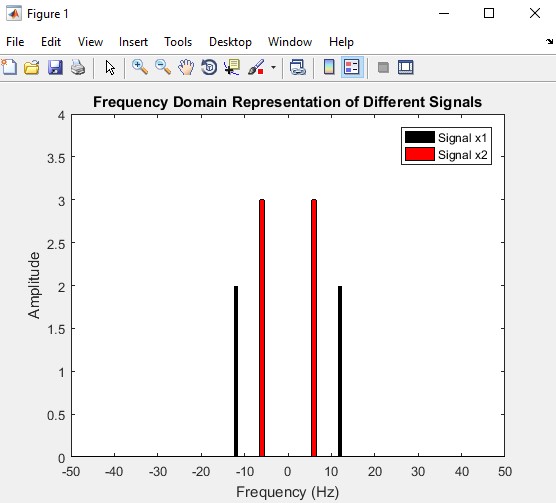 Figure 1
File Edit View Insert Tools Desktop Window Help
Frequency Domain Representation of Different Signals
Signal x1
Signal x2
Amplitude
4
3.5
3
2.5
2
1.5
1
0.5
0
-50 -40 -30 -20 -10 0 10 20 30 40 50
Frequency (Hz)